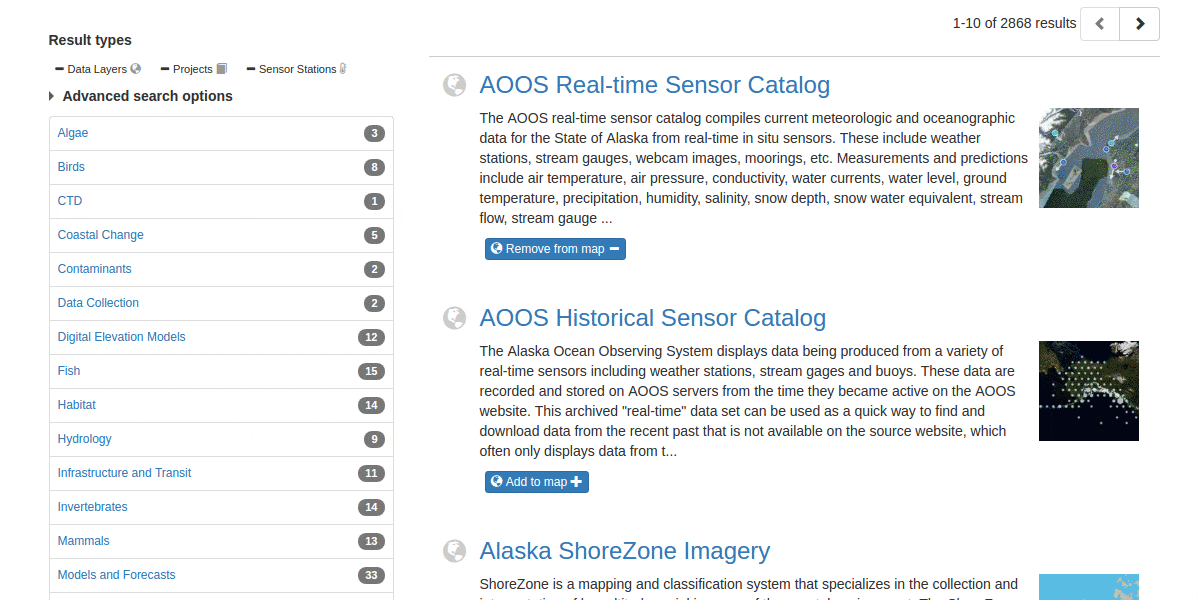 Result types
Data Layers Projects Sensor Stations
Advanced search options
Algae 3
Birds 8
CTD 1
Coastal Change 5
Contaminants 2
Data Collection 2
Digital Elevation Models 12
Fish 15
Habitat 14
Hydrology 9
Infrastructure and Transit 11
Invertebrates 14
Mammals 13
Models and Forecasts 33
1-10 of 2868 results
AOOS Real-time Sensor Catalog
The AOOS real-time sensor catalog compiles current meteorologic and oceanographic
data for the State of Alaska from real-time in situ sensors. These include weather
stations, stream gauges, webcam images, moorings, etc. Measurements and predictions
include air temperature, air pressure, conductivity, water currents, water level, ground
temperature, precipitation, humidity, salinity, snow depth, snow water equivalent, stream
flow, stream gauge ...
Remove from map
AOOS Historical Sensor Catalog
The Alaska Ocean Observing System displays data being produced from a variety of
real-time sensors including weather stations, stream gages and buoys. These data are
recorded and stored on AOOS servers from the time they became active on the AOOS
website. This archived "real-time" data set can be used as a quick way to find and
download data from the recent past that is not available on the source website, which
often only displays data from t...
Add to map
Alaska ShoreZone Imagery
ShoreZone is a mapping and classification system that specializes in the collection and